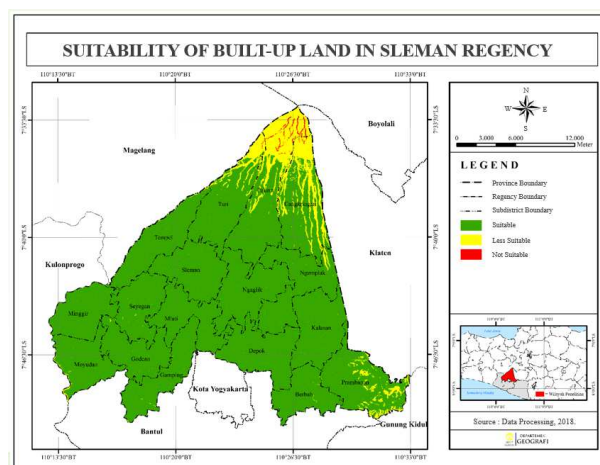 SUITABILITY OF BUILT-UP LAND IN SLEMAN REGENCY
110°13'30"BT
110°20'0"BT
110°26'30"BT
110°33'0"BT
7°33'30"LS
7°33'30"LS
Magelang
Boyolali
Turi
Cangkringan
7°40'0"LS
7°40'0"LS
Tempel
Klaten
Kulonprogo
Sleman
Ngemplak
Ngaglik
Minggir
Seyegan
Mlati
Kalasan
7°46'30"LS
7°46'30"LS
Moyudan
Godean
Gamping
Depok
Prambanan
Berbah
Kota Yogyakarta
Bantul
Gunung Kidul
110°13'30"BT
110°20'0"BT
110°26'30"BT
110°33'0"BT
N
W
E
S
0
3.000
6.000
12.000
Meter
LEGEND
Province Boundary
Regency Boundary
Subdistrict Boundary
Suitable
Less Suitable
Not Suitable
= Wilayah Penelitian
Source : Data Processing, 2018.
DEPARTEMEN
GEOGRAFI